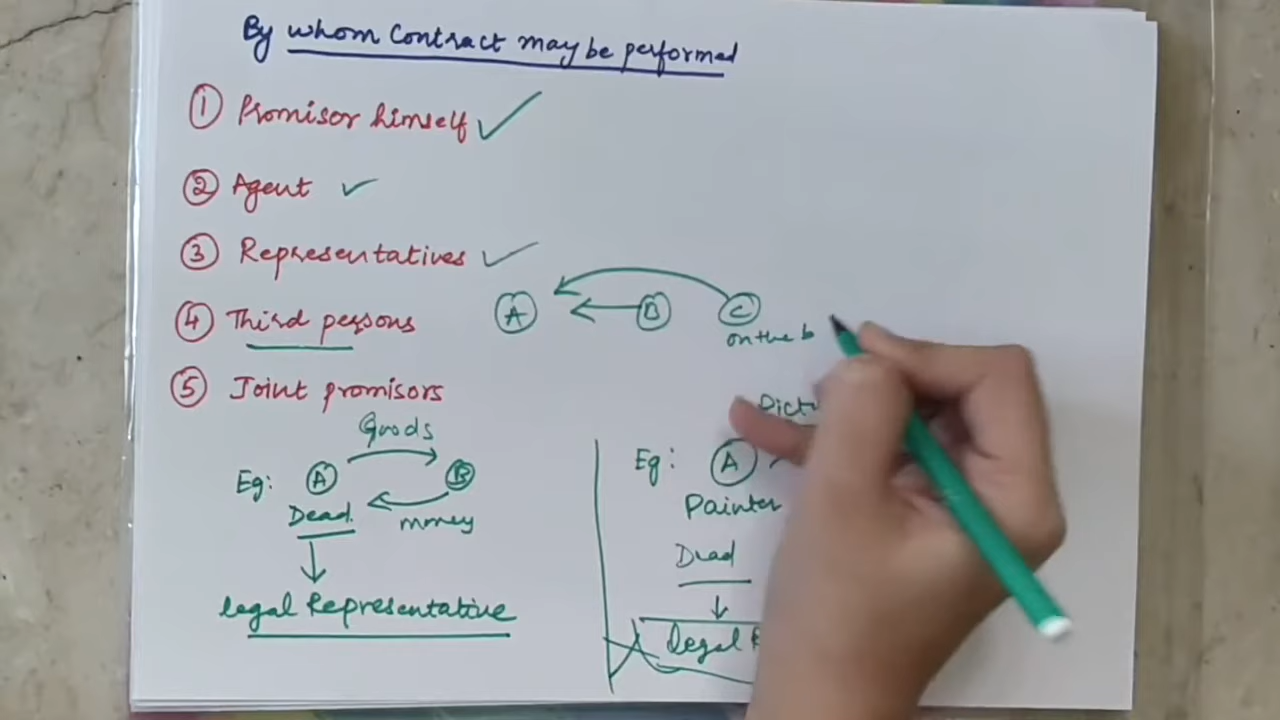 By whom Contract may be performed
① Promisor himself ✓
② Agent ✓
③ Representatives ✓
④ Third persons
A B C
on the b
⑤ Joint promisors
Goods
Eg: A B
Dead
money
legal Representative
Eg: A
Painter
Dead
legal